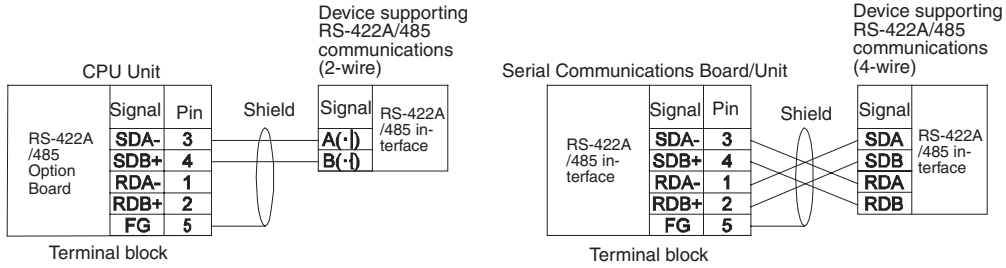 Device supporting
RS-422A/485
communications
(2-wire)
CPU Unit
Signal Pin
Shield
Signal
RS-422A
/485
Option
Board
SDA- 3
SDB+ 4
RDA- 1
RDB+ 2
FG 5
RS-422A
/485 in-
terface
Terminal block
Device supporting
RS-422A/485
communications
(4-wire)
Serial Communications Board/Unit
Signal Pin
Shield
Signal
RS-422A
/485 in-
terface
SDA- 3
SDB+ 4
RDA- 1
RDB+ 2
FG 5
SDA
SDB
RDA
RDB
RS-422A
/485 in-
terface
Terminal block